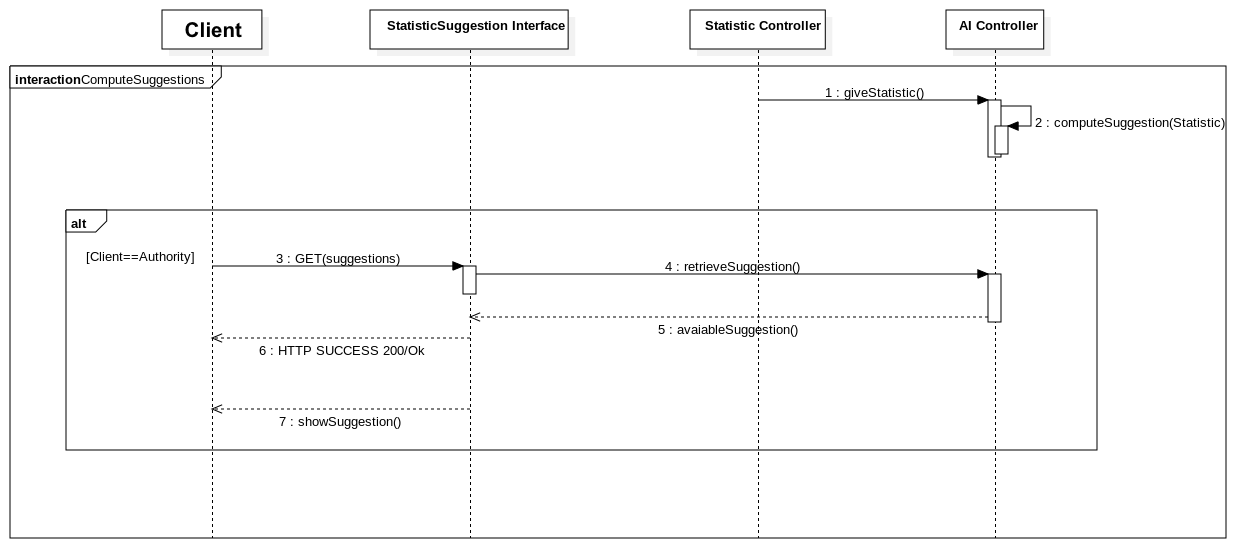 Client
StatisticSuggestion Interface
Statistic Controller
AI Controller
interactionComputeSuggestions
1 : giveStatistic()
2 : computeSuggestion(Statistic)
alt
[Client==Authority]
3 : GET(suggestions)
4 : retrieveSuggestion()
5 : avaiableSuggestion()
6 : HTTP SUCCESS 200/Ok
7 : showSuggestion()